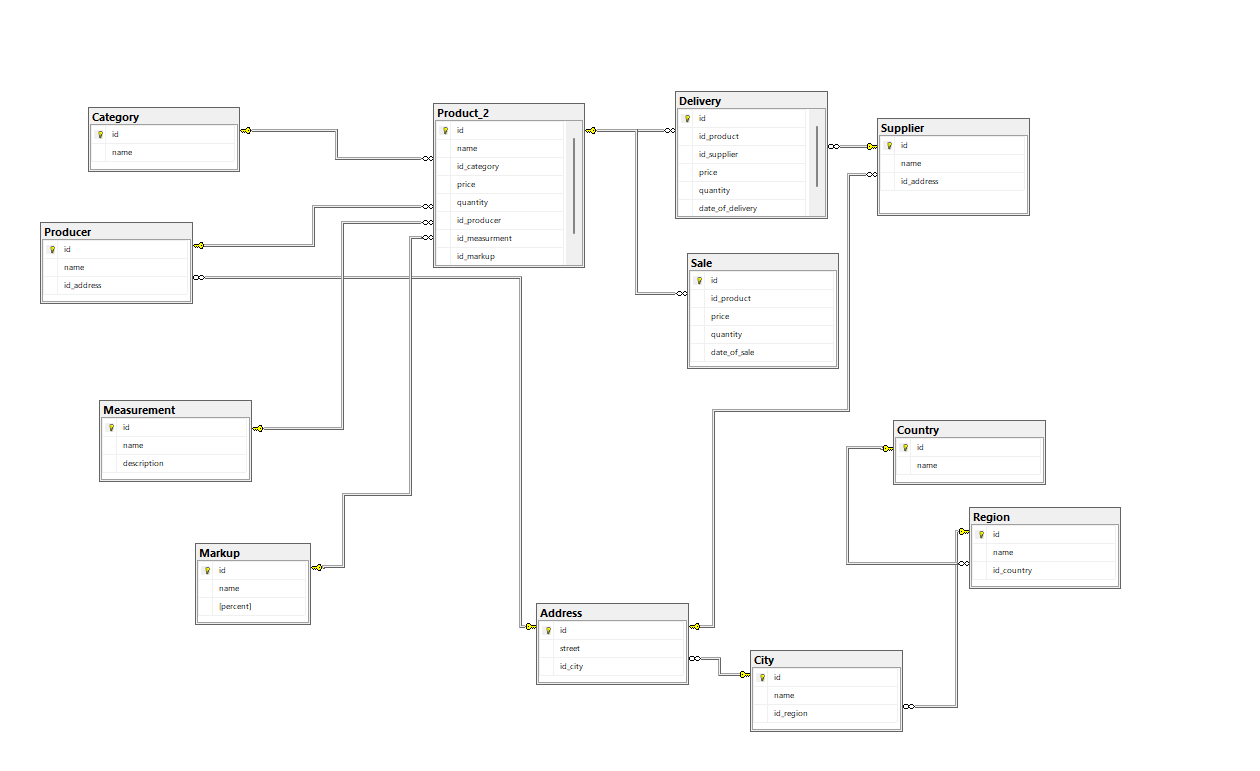 Category
id
name
Product_2
id
name
id_category
price
quantity
id_producer
id_measurment
id_markup
Delivery
id
id_product
id_supplier
price
quantity
date_of_delivery
Supplier
id
name
id_address
Producer
id
name
id_address
Sale
id
id_product
price
quantity
date_of_sale
Measurement
id
name
description
Country
id
name
Region
id
name
id_country
Markup
id
name
[percent]
Address
id
street
id_city
City
id
name
id_region